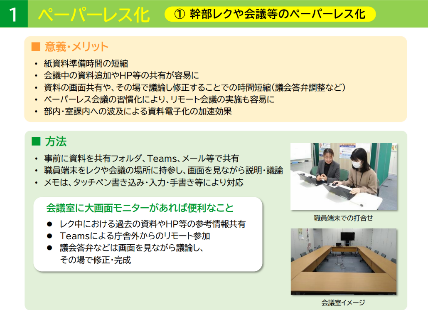 1 ペーパーレス化 ① 幹部レクや会議等のペーパーレス化
■ 意義・メリット
・ 紙資料準備時間の短縮
・ 会議中の資料追加やHP等の共有が容易に
・ 資料の画面共有や、その場で議論し修正することでの時間短縮（議会答弁調整など）
・ ペーパーレス会議の習慣化により、リモート会議の実施も容易に
・ 部内・室課内への波及による資料電子化の加速効果
■ 方法
・ 事前に資料を共有フォルダ、Teams、メール等で共有
・ 職員端末をレクや会議の場所に持参し、画面を見ながら説明・議論
・ メモは、タッチペン書き込み・入力・手書き等により対応
会議室に大画面モニターがあれば便利なこと
● レク中における過去の資料やHP等の参考情報共有
● Teamsによる庁舎外からのリモート参加
● 議会答弁などは画面を見ながら議論し、
その場で修正・完成
職員端末での打合せ
会議室イメージ